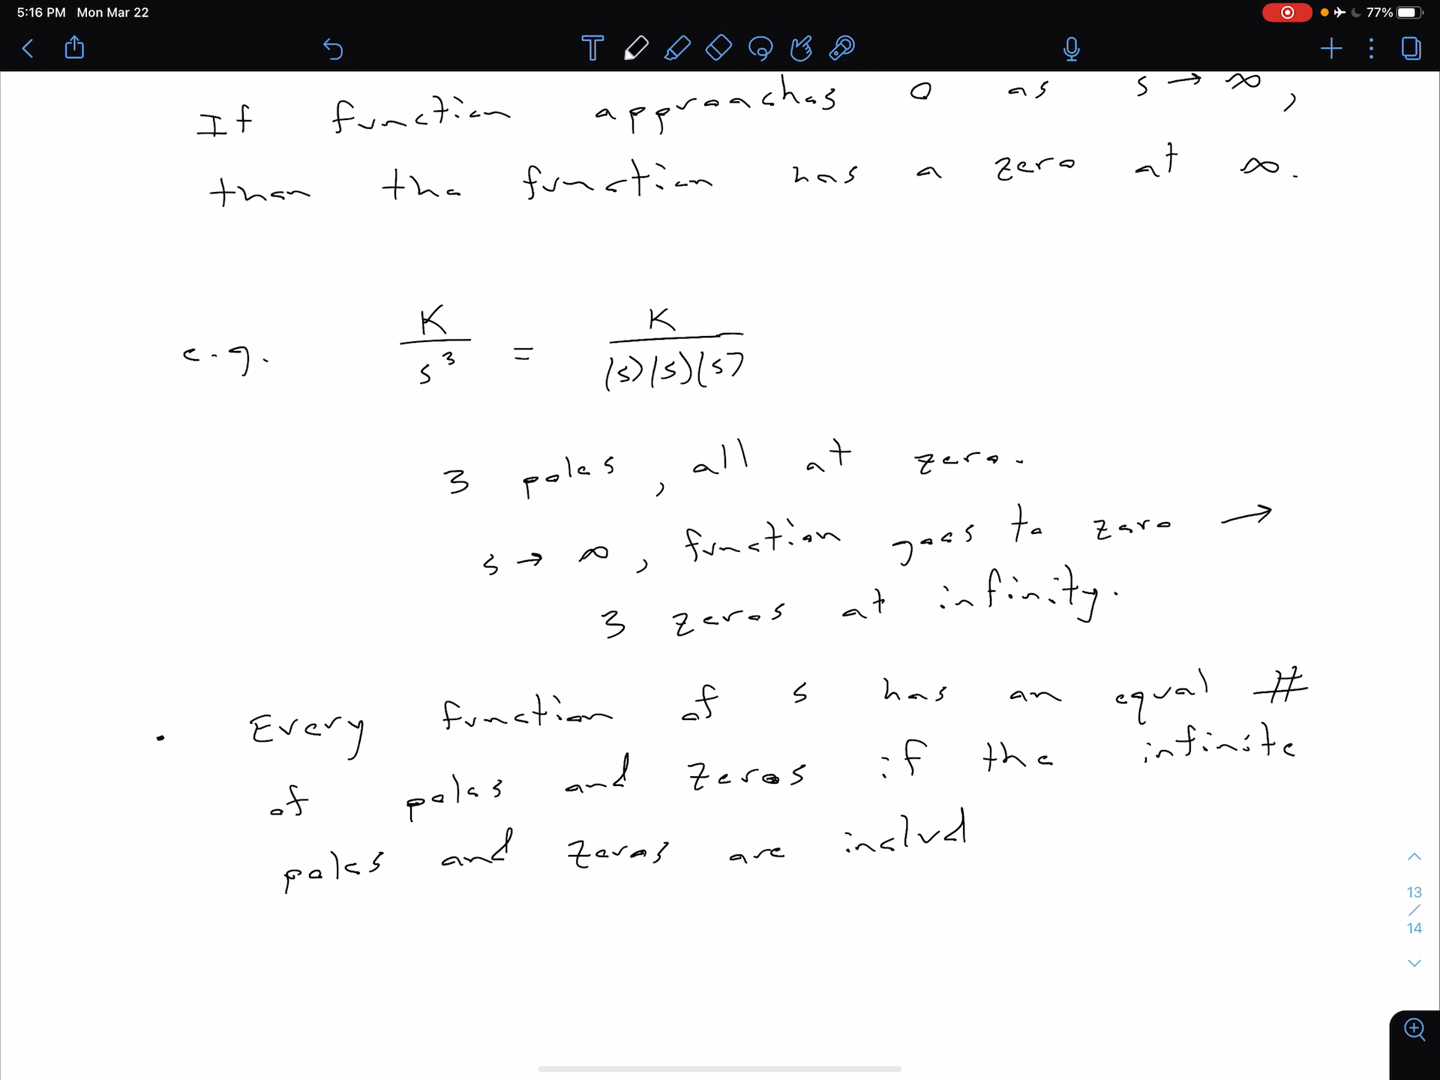 5:16 PM Mon Mar 22
77%
If function approaches 0 as s → ∞,
then the function has a zero at ∞.
e.g. K/s³ = K/(s)(s)(s)
3 poles, all at zero.
s → ∞, function goes to zero →
3 zeros at infinity.
• Every function of s has an equal #
of poles and zeros if the infinite
poles and zeros are includ
13
/
14